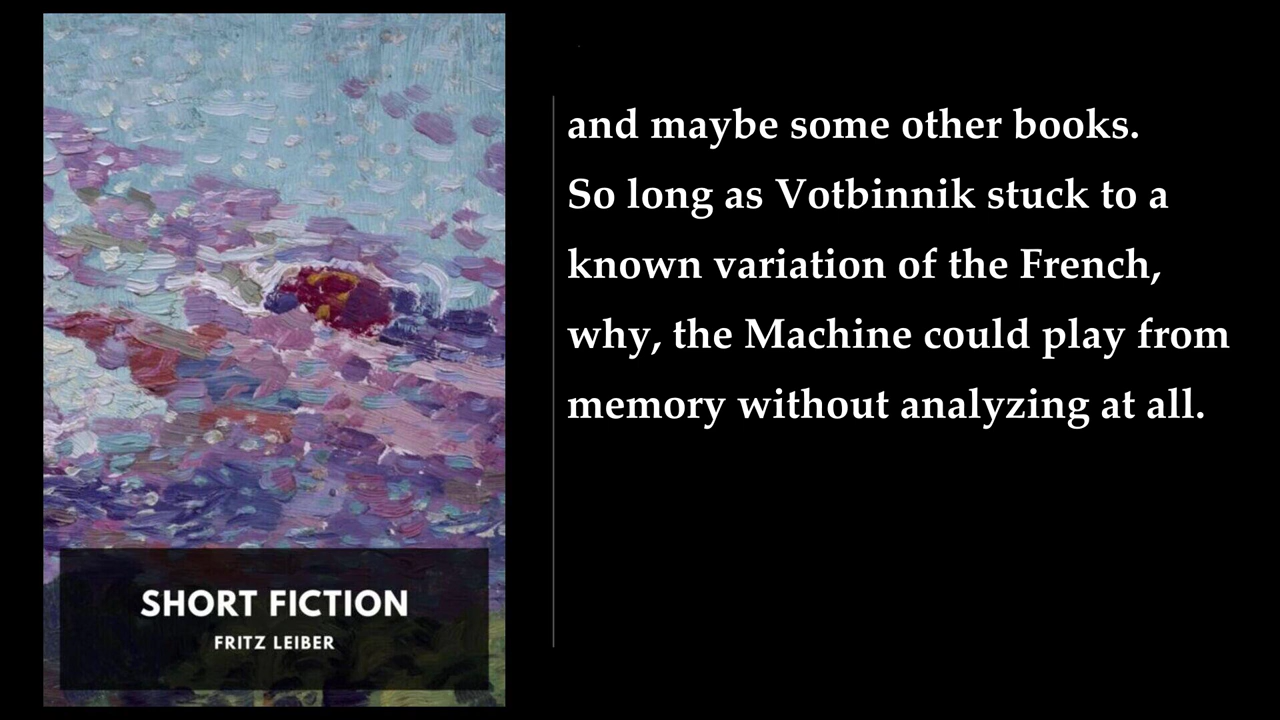 SHORT FICTION
FRITZ LEIBER
and maybe some other books.
So long as Votbinnik stuck to a
known variation of the French,
why, the Machine could play from
memory without analyzing at all.